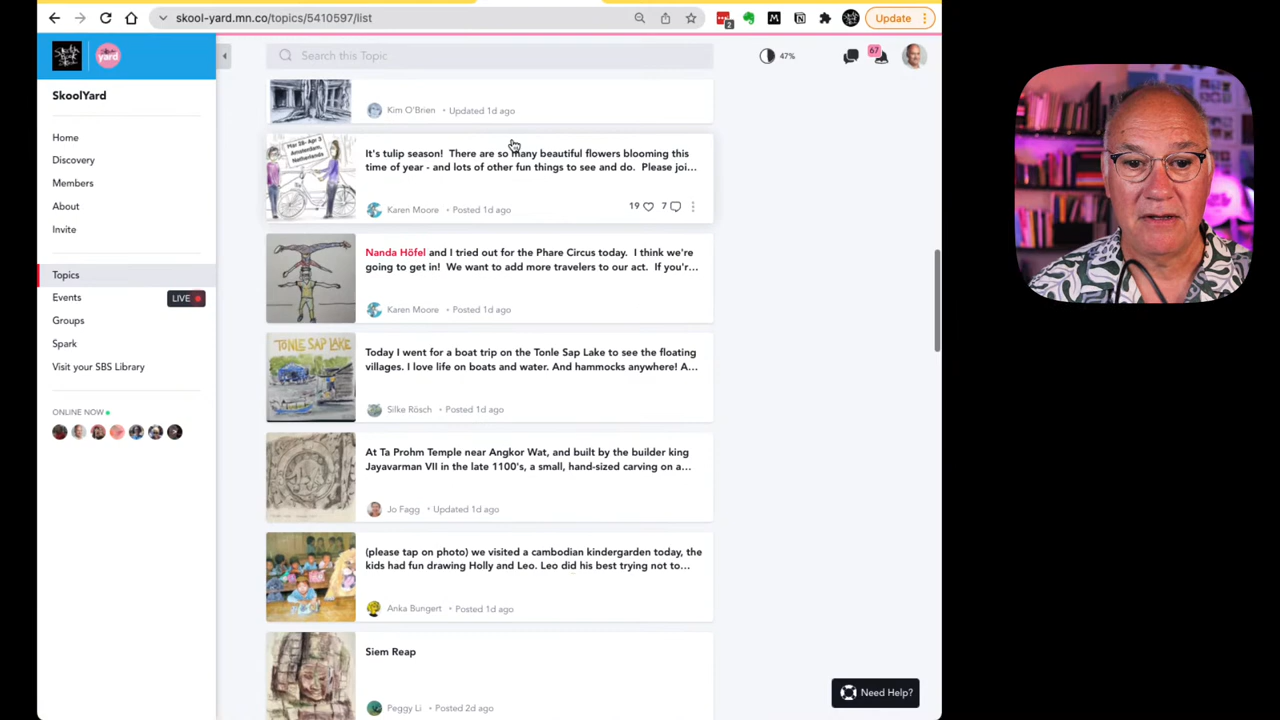 skool-yard.mn.co/topics/5410597/list
2
Update
yard
Search this Topic
47%
67
SkoolYard
Home
Discovery
Members
About
Invite
Topics
Events
LIVE
Groups
Spark
Visit your SBS Library
ONLINE NOW
Kim O'Brien • Updated 1d ago
Mar 28- Apr 3
Amsterdam,
Netherlands
It's tulip season! There are so many beautiful flowers blooming this
time of year - and lots of other fun things to see and do. Please joi...
Karen Moore • Posted 1d ago
19 7
Nanda Höfel and I tried out for the Phare Circus today. I think we're
going to get in! We want to add more travelers to our act. If you'r...
Karen Moore • Posted 1d ago
TONLE SAP LAKE
Today I went for a boat trip on the Tonle Sap Lake to see the floating
villages. I love life on boats and water. And hammocks anywhere! A...
Silke Rösch • Posted 1d ago
At Ta Prohm Temple near Angkor Wat, and built by the builder king
Jayavarman VII in the late 1100's, a small, hand-sized carving on a...
Jo Fagg • Updated 1d ago
(please tap on photo) we visited a cambodian kindergarden today, the
kids had fun drawing Holly and Leo. Leo did his best trying not to...
Anka Bungert • Posted 1d ago
Siem Reap
Peggy Li • Posted 2d ago
Need Help?